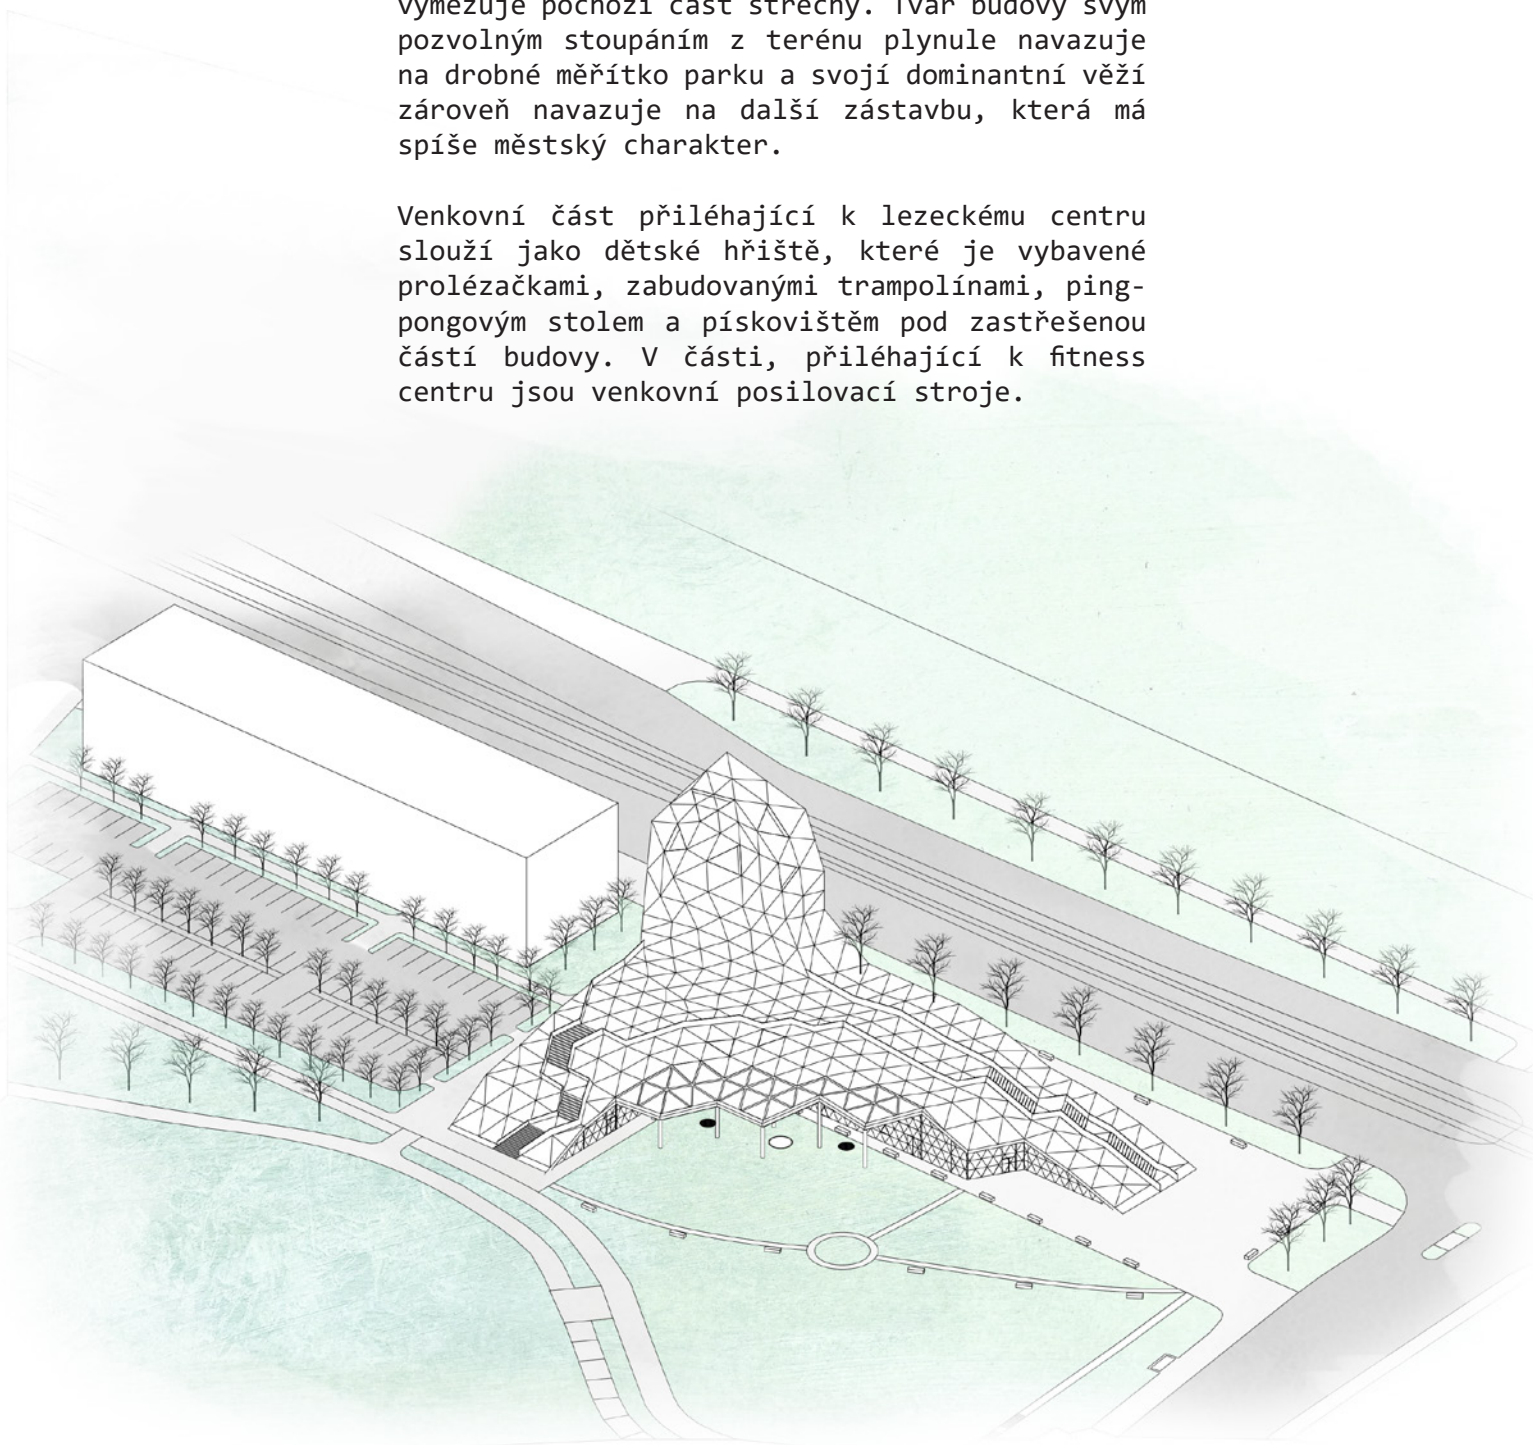 vymezuje pochozí část střechy. Tvar budovy svým
pozvolným stoupáním z terénu plynule navazuje
na drobné měřítko parku a svojí dominantní věží
zároveň navazuje na další zástavbu, která má
spíše městský charakter.
Venkovní část přiléhající k lezeckému centru
slouží jako dětské hřiště, které je vybavené
prolézačkami, zabudovanými trampolínami, ping-
pongovým stolem a pískovištěm pod zastřešenou
částí budovy. V části, přiléhající k fitness
centru jsou venkovní posilovací stroje.